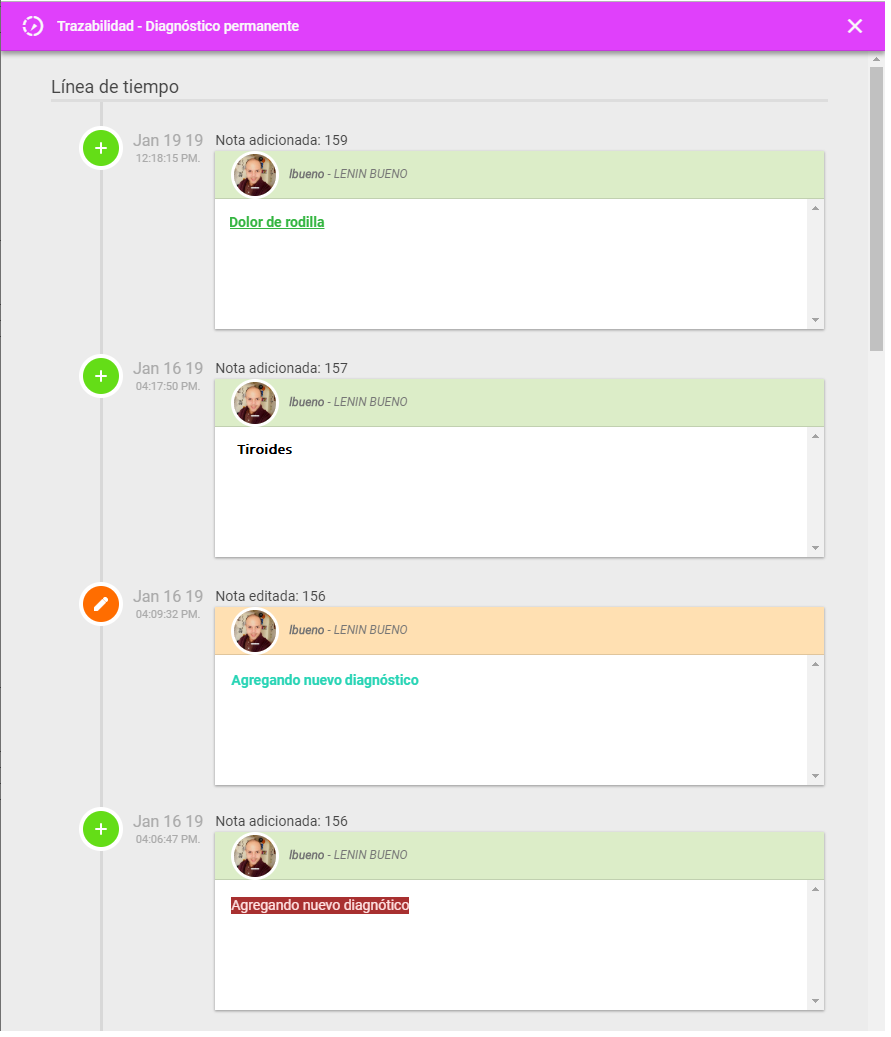 Trazabilidad - Diagnóstico permanente
Línea de tiempo
Jan 19 19
12:18:15 PM.
Nota adicionada: 159
lbueno - LENIN BUENO
Dolor de rodilla
Jan 16 19
04:17:50 PM.
Nota adicionada: 157
lbueno - LENIN BUENO
Tiroides
Jan 16 19
04:09:32 PM.
Nota editada: 156
lbueno - LENIN BUENO
Agregando nuevo diagnóstico
Jan 16 19
04:06:47 PM.
Nota adicionada: 156
lbueno - LENIN BUENO
Agregando nuevo diagnótico